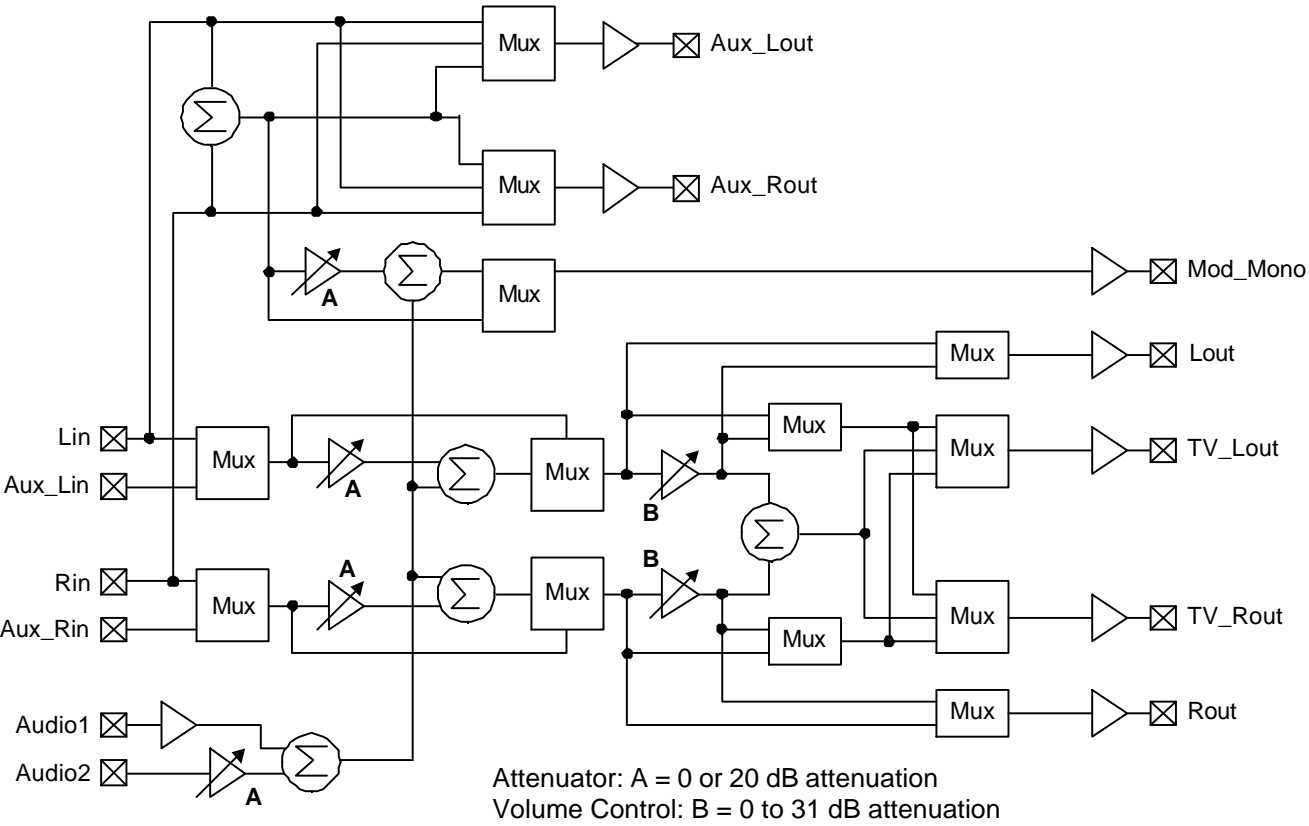 Mux
Aux_Lout
Σ
Mux
Aux_Rout
A
Σ
Mux
Mod_Mono
Mux
Lout
Lin
Mux
A
Σ
Mux
B
Mux
Mux
TV_Lout
Aux_Lin
Σ
Rin
Mux
A
Σ
Mux
B
Mux
Mux
TV_Rout
Aux_Rin
Mux
Rout
Audio1
Audio2
A
Σ
Attenuator: A = 0 or 20 dB attenuation
Volume Control: B = 0 to 31 dB attenuation